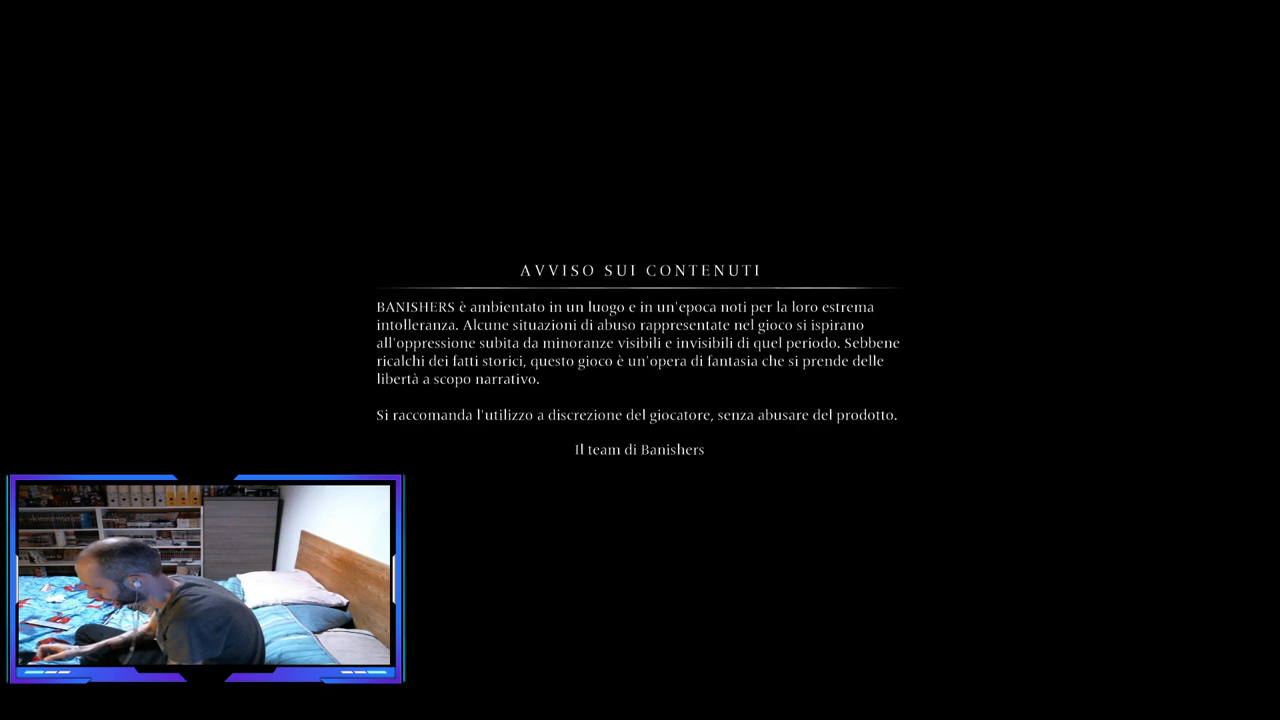 AVVISO SUI CONTENUTI
BANISHERS è ambientato in un luogo e in un'epoca noti per la loro estrema
intolleranza. Alcune situazioni di abuso rappresentate nel gioco si ispirano
all'oppressione subita da minoranze visibili e invisibili di quel periodo. Sebbene
ricalchi dei fatti storici, questo gioco è un'opera di fantasia che si prende delle
libertà a scopo narrativo.
Si raccomanda l'utilizzo a discrezione del giocatore, senza abusare del prodotto.
Il team di Banishers